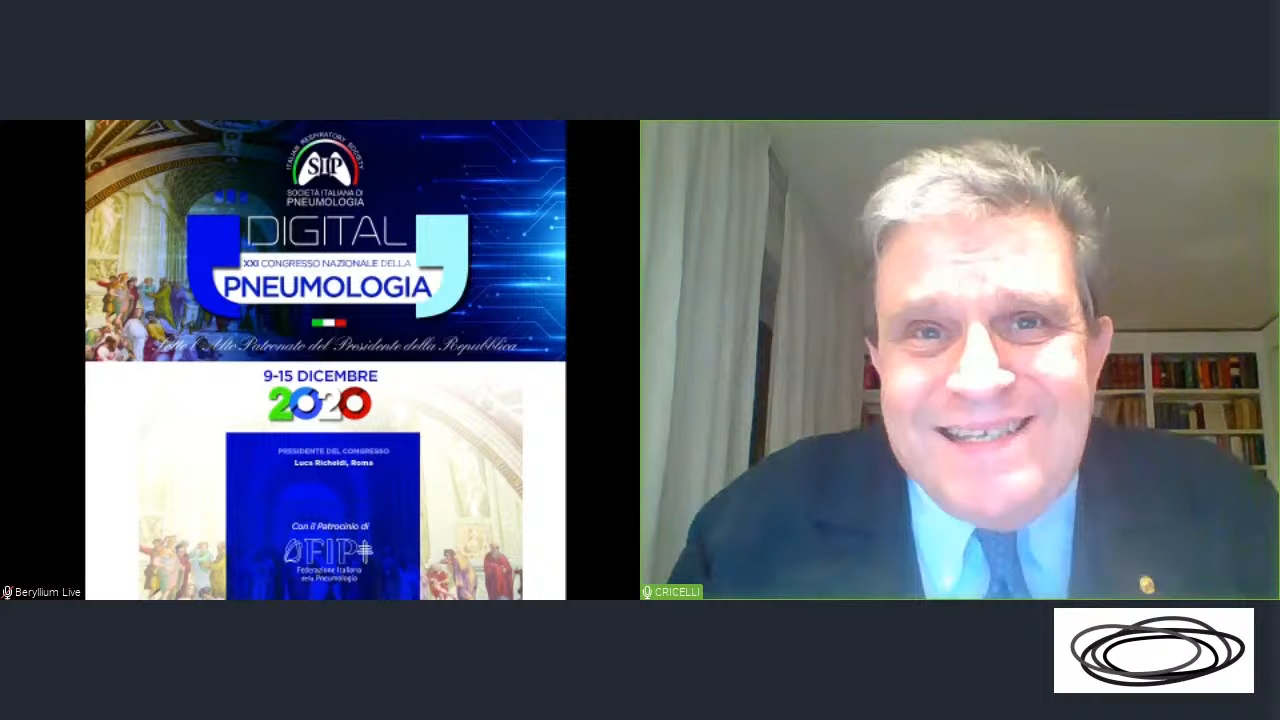 ITALIAN RESPIRATORY SOCIETY
SIP
SOCIETÀ ITALIANA DI
PNEUMOLOGIA
DIGITAL
XXI CONGRESSO NAZIONALE DELLA
PNEUMOLOGIA
Sotto l'Alto Patronato del Presidente della Repubblica
9-15 DICEMBRE
2020
PRESIDENTE DEL CONGRESSO
Luca Richeldi, Roma
Con il Patrocinio di
FIP
Federazione Italiana
della Pneumologia
Beryllium Live
CRICELLI